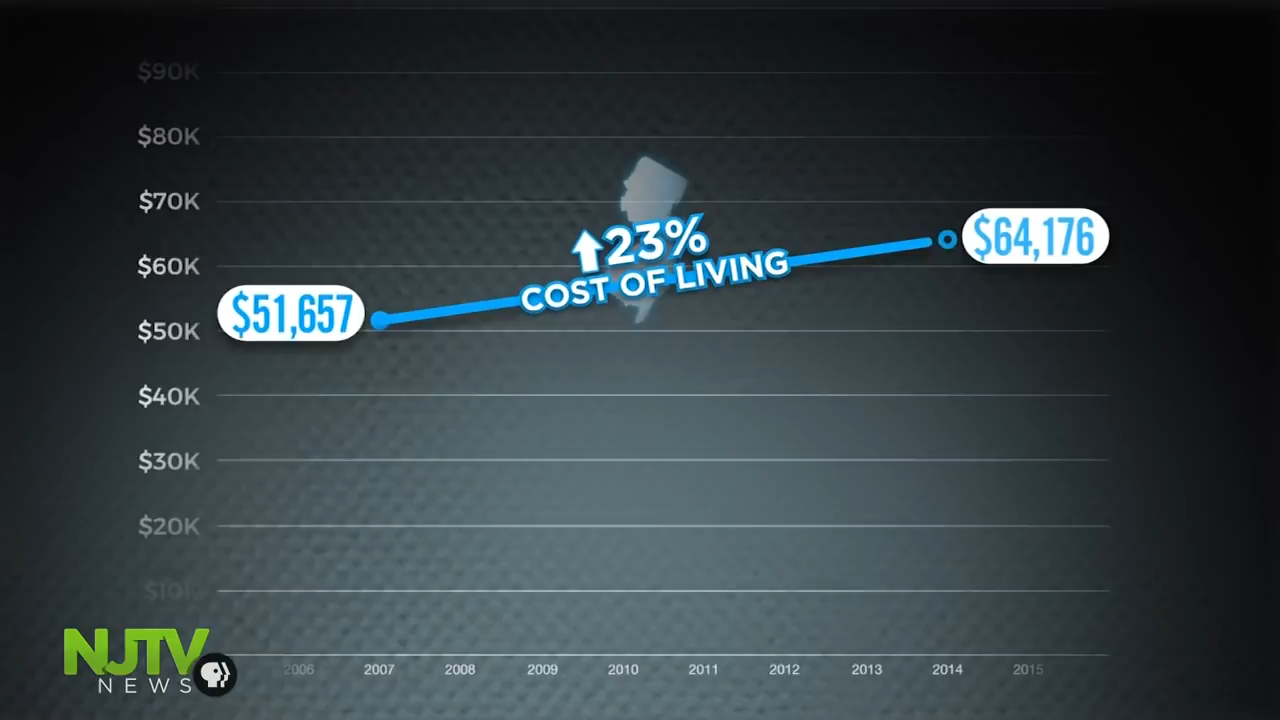 $90K
$80K
$70K
$60K
$50K
$40K
$30K
$20K
23%
COST OF LIVING
$51,657
$64,176
2006 2007 2008 2009 2010 2011 2012 2013 2014 2015
NJTV
NEWS